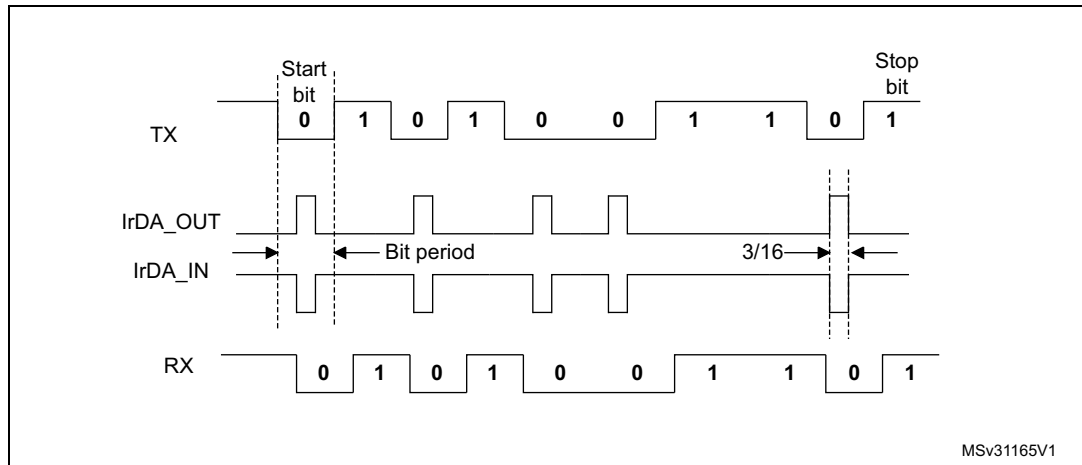 Start
bit
Stop
bit
TX
0 1 0 1 0 0 1 1 0 1
IrDA_OUT
Bit period
3/16
IrDA_IN
RX
0 1 0 1 0 0 1 1 0 1
MSv31165V1